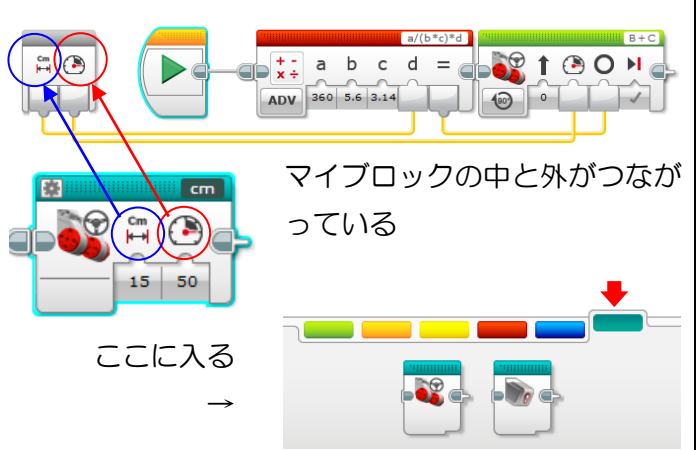 a/(b*c)*d
B+C
Cm
+ - × ÷ a b c d =
ADV 360 5.6 3.14
90° 0
cm
Cm
15 50
マイブロックの中と外がつなが
っている
ここに入る
→